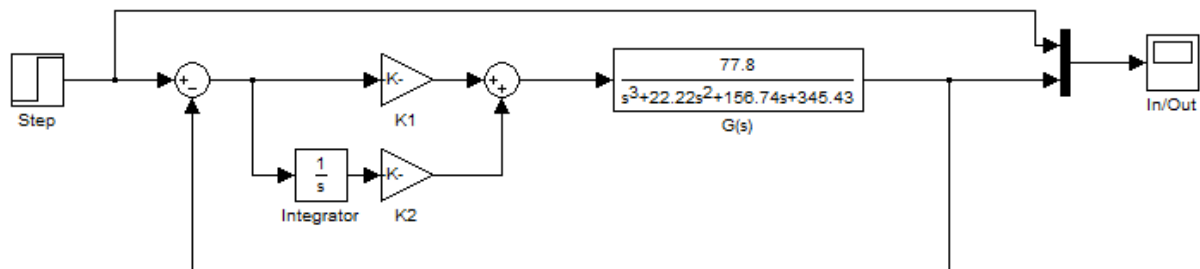 Step
+
−
K-
K1
1
s
Integrator
K-
K2
+
+
77.8
s3+22.22s2+156.74s+345.43
G(s)
In/Out